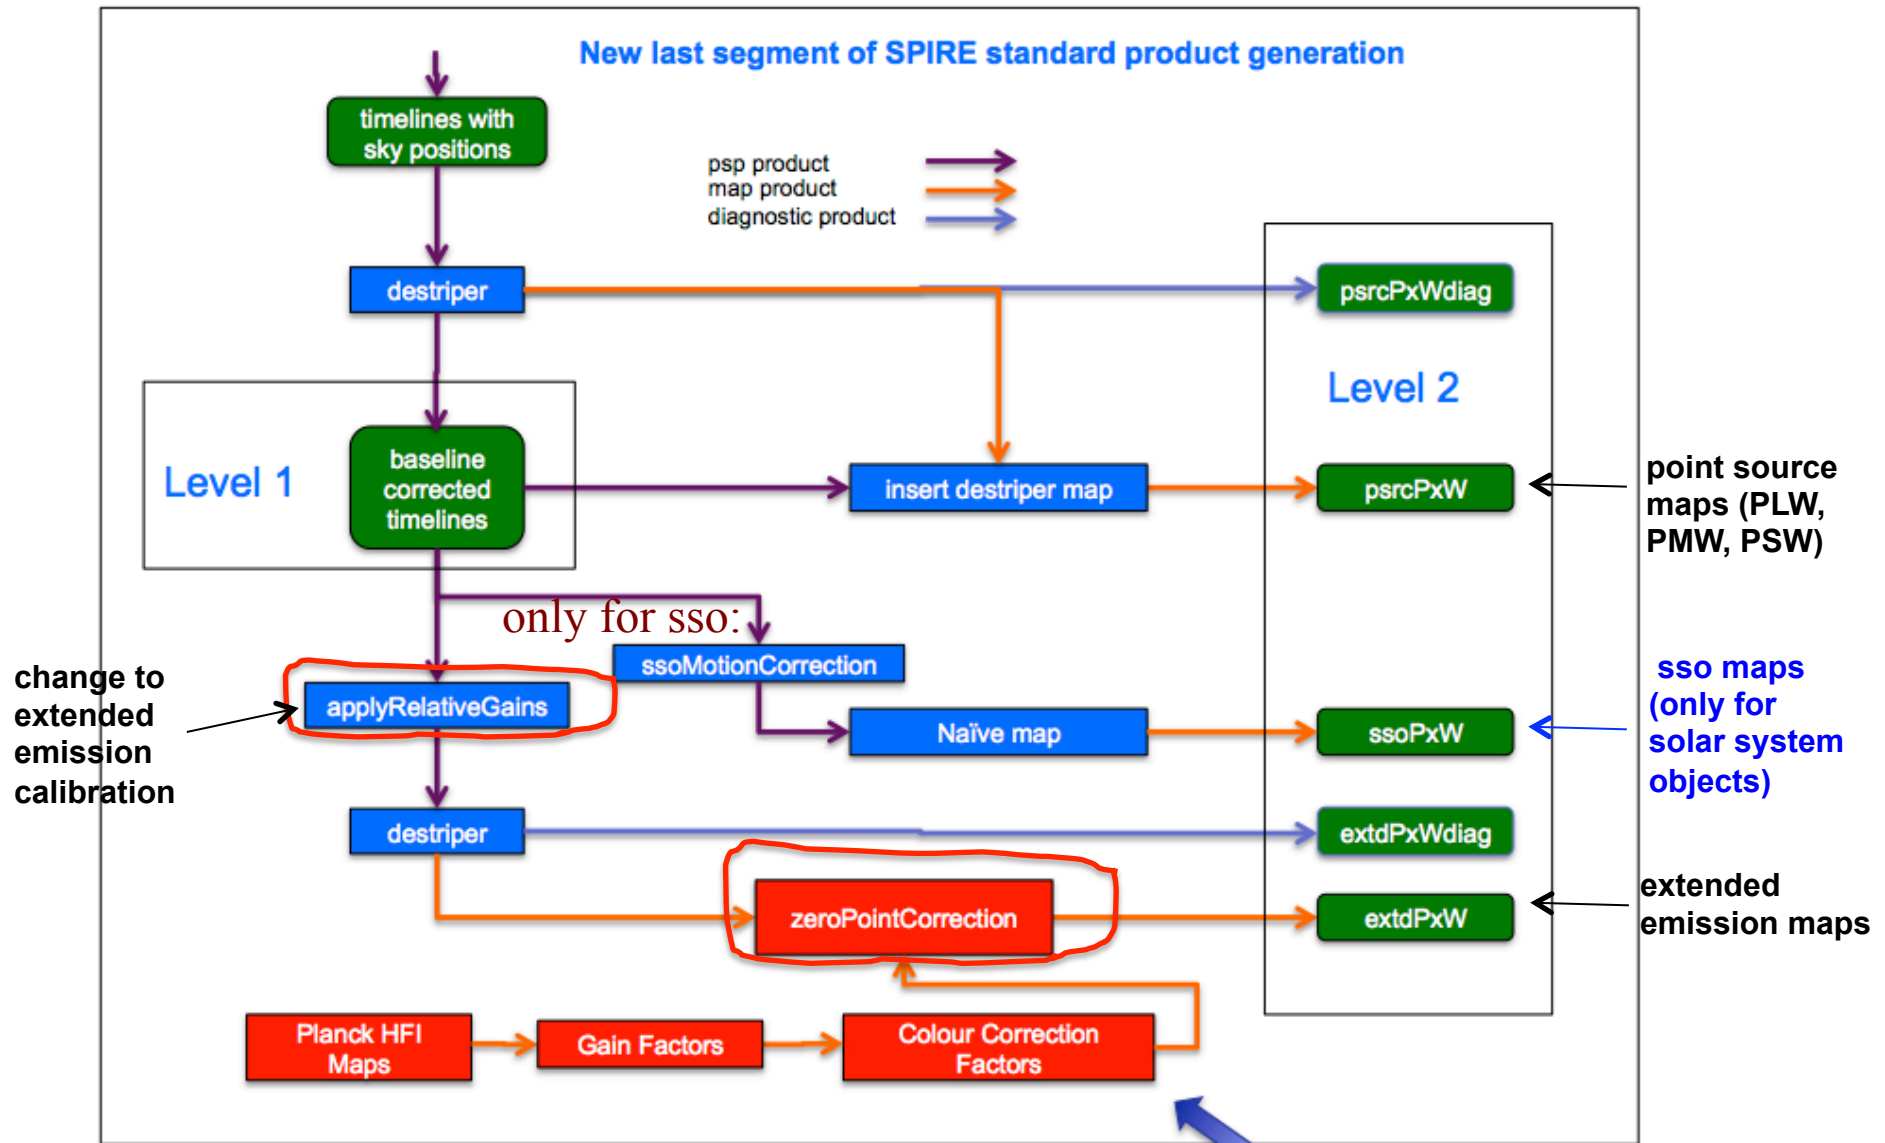 New last segment of SPIRE standard product generation
timelines with
sky positions
psp product
map product
diagnostic product
destriper
psrcPxWdiag
Level 2
Level 1
baseline
corrected
timelines
insert destriper map
psrcPxW
point source
maps (PLW,
PMW, PSW)
only for sso:
ssoMotionCorrection
change to
extended
emission
calibration
applyRelativeGains
Naïve map
ssoPxW
sso maps
(only for
solar system
objects)
destriper
extdPxWdiag
zeroPointCorrection
extdPxW
extended
emission maps
Planck HFI
Maps
Gain Factors
Colour Correction
Factors